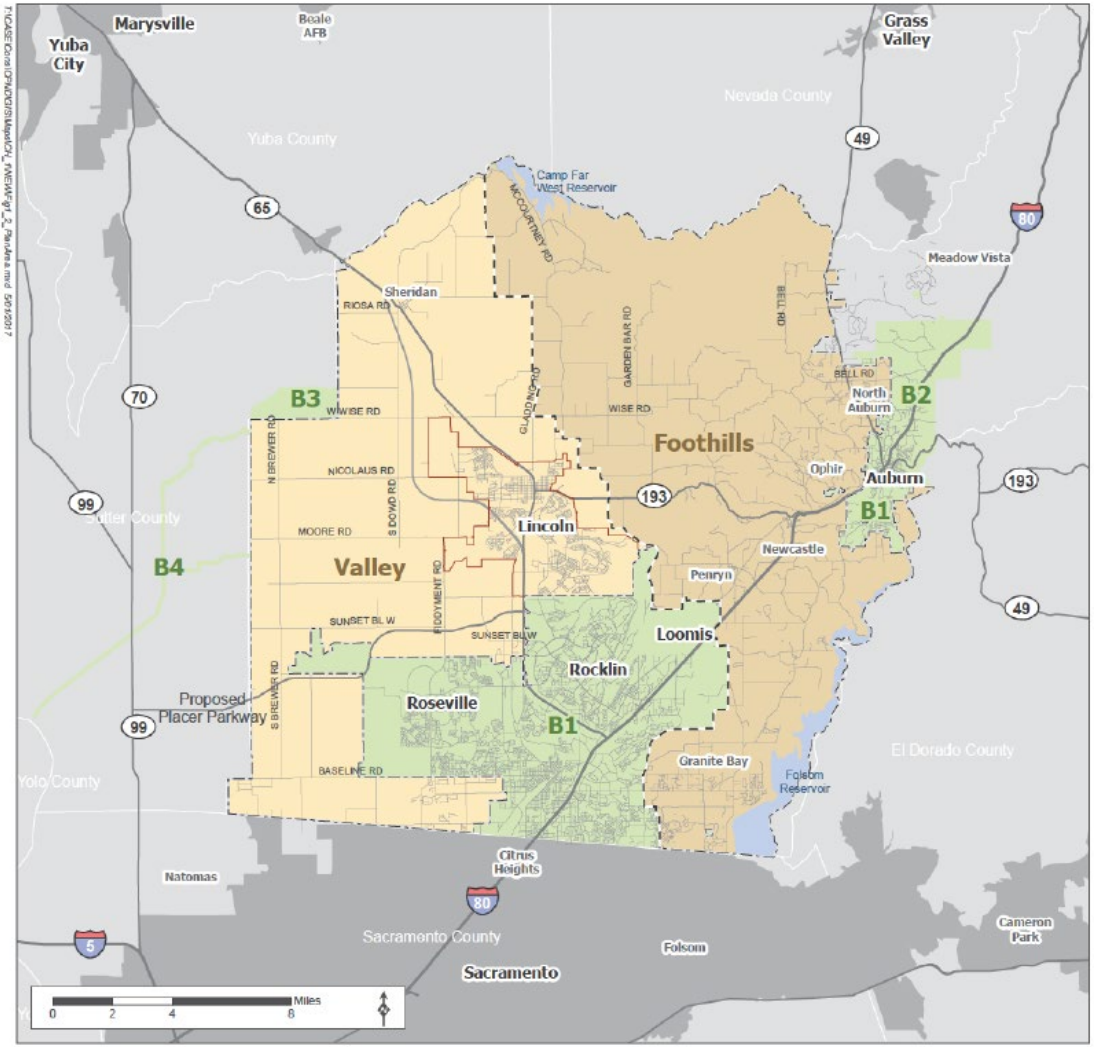 Marysville
Beale
AFB
Grass
Valley
Yuba
City
Nevada County
Yuba County
49
Camp Far
West Reservoir
65
80
MCCOURTNEY RD
Meadow Vista
Sheridan
RIOSA RD
BELL RD
GARDEN BAR RD
BELL RD
GLADDING RD
70
B3
W WISE RD
WISE RD
North
Auburn
B2
N BREWER RD
Foothills
NICOLAUS RD
Ophir
Auburn
193
99
S DOWD RD
193
B1
Sutter County
Lincoln
MOORE RD
Newcastle
B4
Valley
FIDDYMENT RD
Penryn
49
SUNSET BL W
SUNSET BL W
Loomis
Rocklin
S BREWER RD
Proposed
Placer Parkway
Roseville
B1
99
El Dorado County
Granite Bay
BASELINE RD
Folsom
Reservoir
Yolo County
Citrus
Heights
Natomas
80
Cameron
Park
Sacramento County
5
Folsom
Sacramento
Miles
0 2 4 8
N